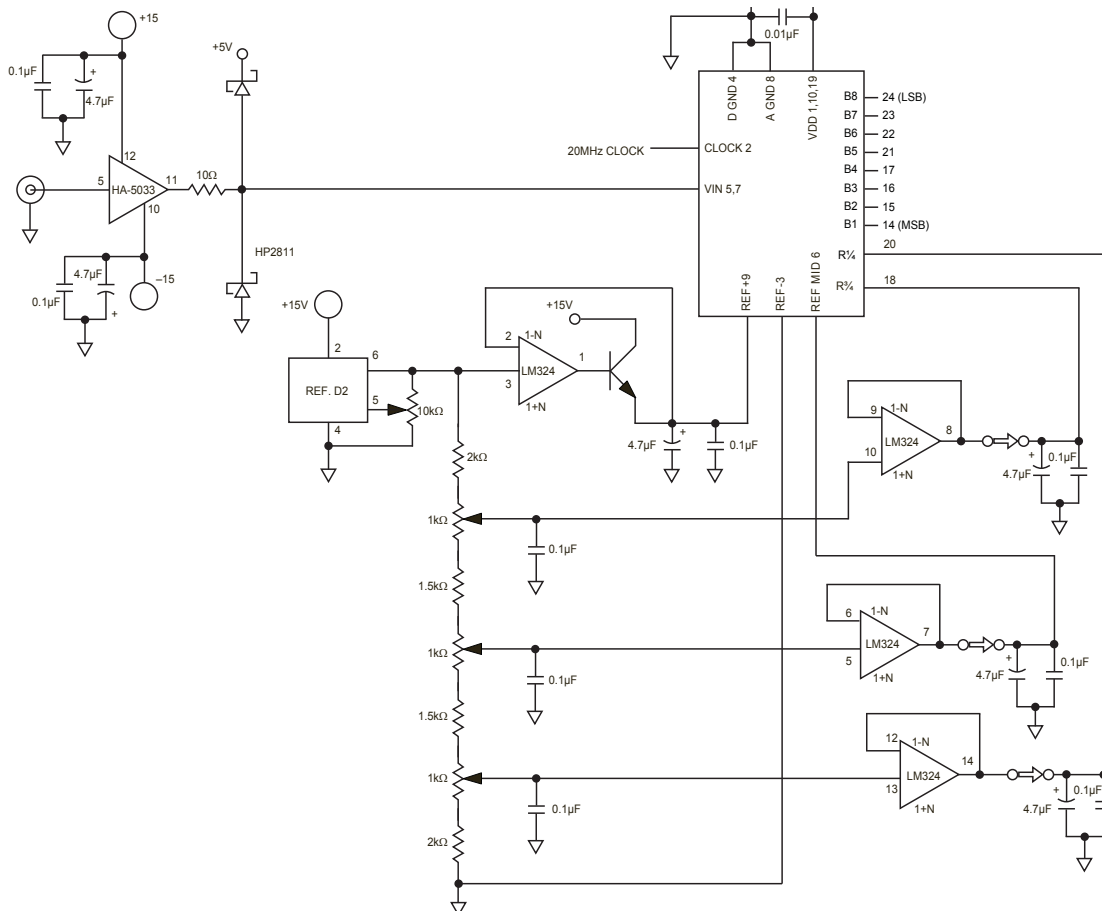 +15
0.1µF
+
4.7µF
12
5
HA-5033
11
10
10Ω
+5V
4.7µF
0.1µF
+
–15
HP2811
0.01µF
D GND 4
A GND 8
VDD 1,10,19
20MHz CLOCK
CLOCK 2
VIN 5,7
B8
24 (LSB)
B7
23
B6
22
B5
21
B4
17
B3
16
B2
15
B1
14 (MSB)
R¼
20
R¾
18
REF+9
REF-3
REF MID 6
+15V
2
REF. D2
6
5
4
10kΩ
+15V
2
1-N
LM324
3
1+N
1
4.7µF
+
0.1µF
2kΩ
1kΩ
0.1µF
1.5kΩ
1kΩ
0.1µF
1.5kΩ
1kΩ
0.1µF
2kΩ
9
1-N
LM324
8
10
1+N
+
4.7µF
0.1µF
6
1-N
LM324
7
5
1+N
+
4.7µF
0.1µF
12
1-N
LM324
14
13
1+N
+
4.7µF
0.1µF